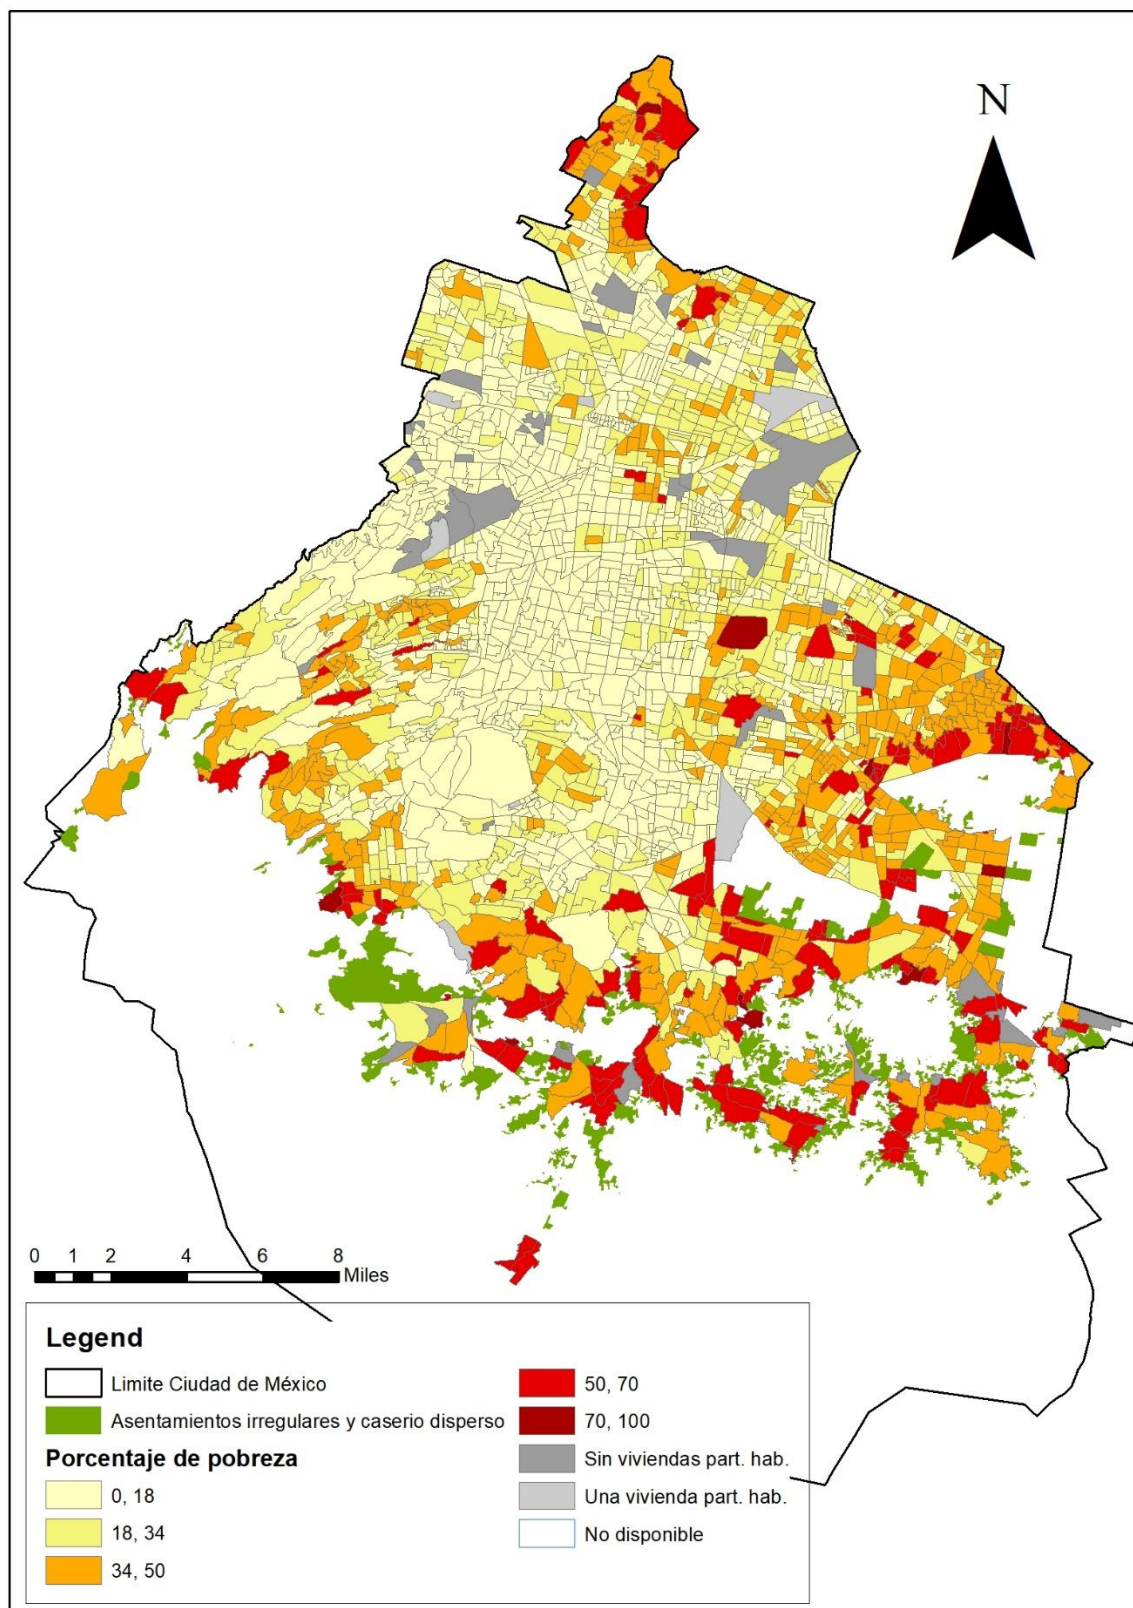 N
0 1 2 4 6 8
Miles
Legend
Limite Ciudad de México
Asentamientos irregulares y caserio disperso
Porcentaje de pobreza
0, 18
18, 34
34, 50
50, 70
70, 100
Sin viviendas part. hab.
Una vivienda part. hab.
No disponible